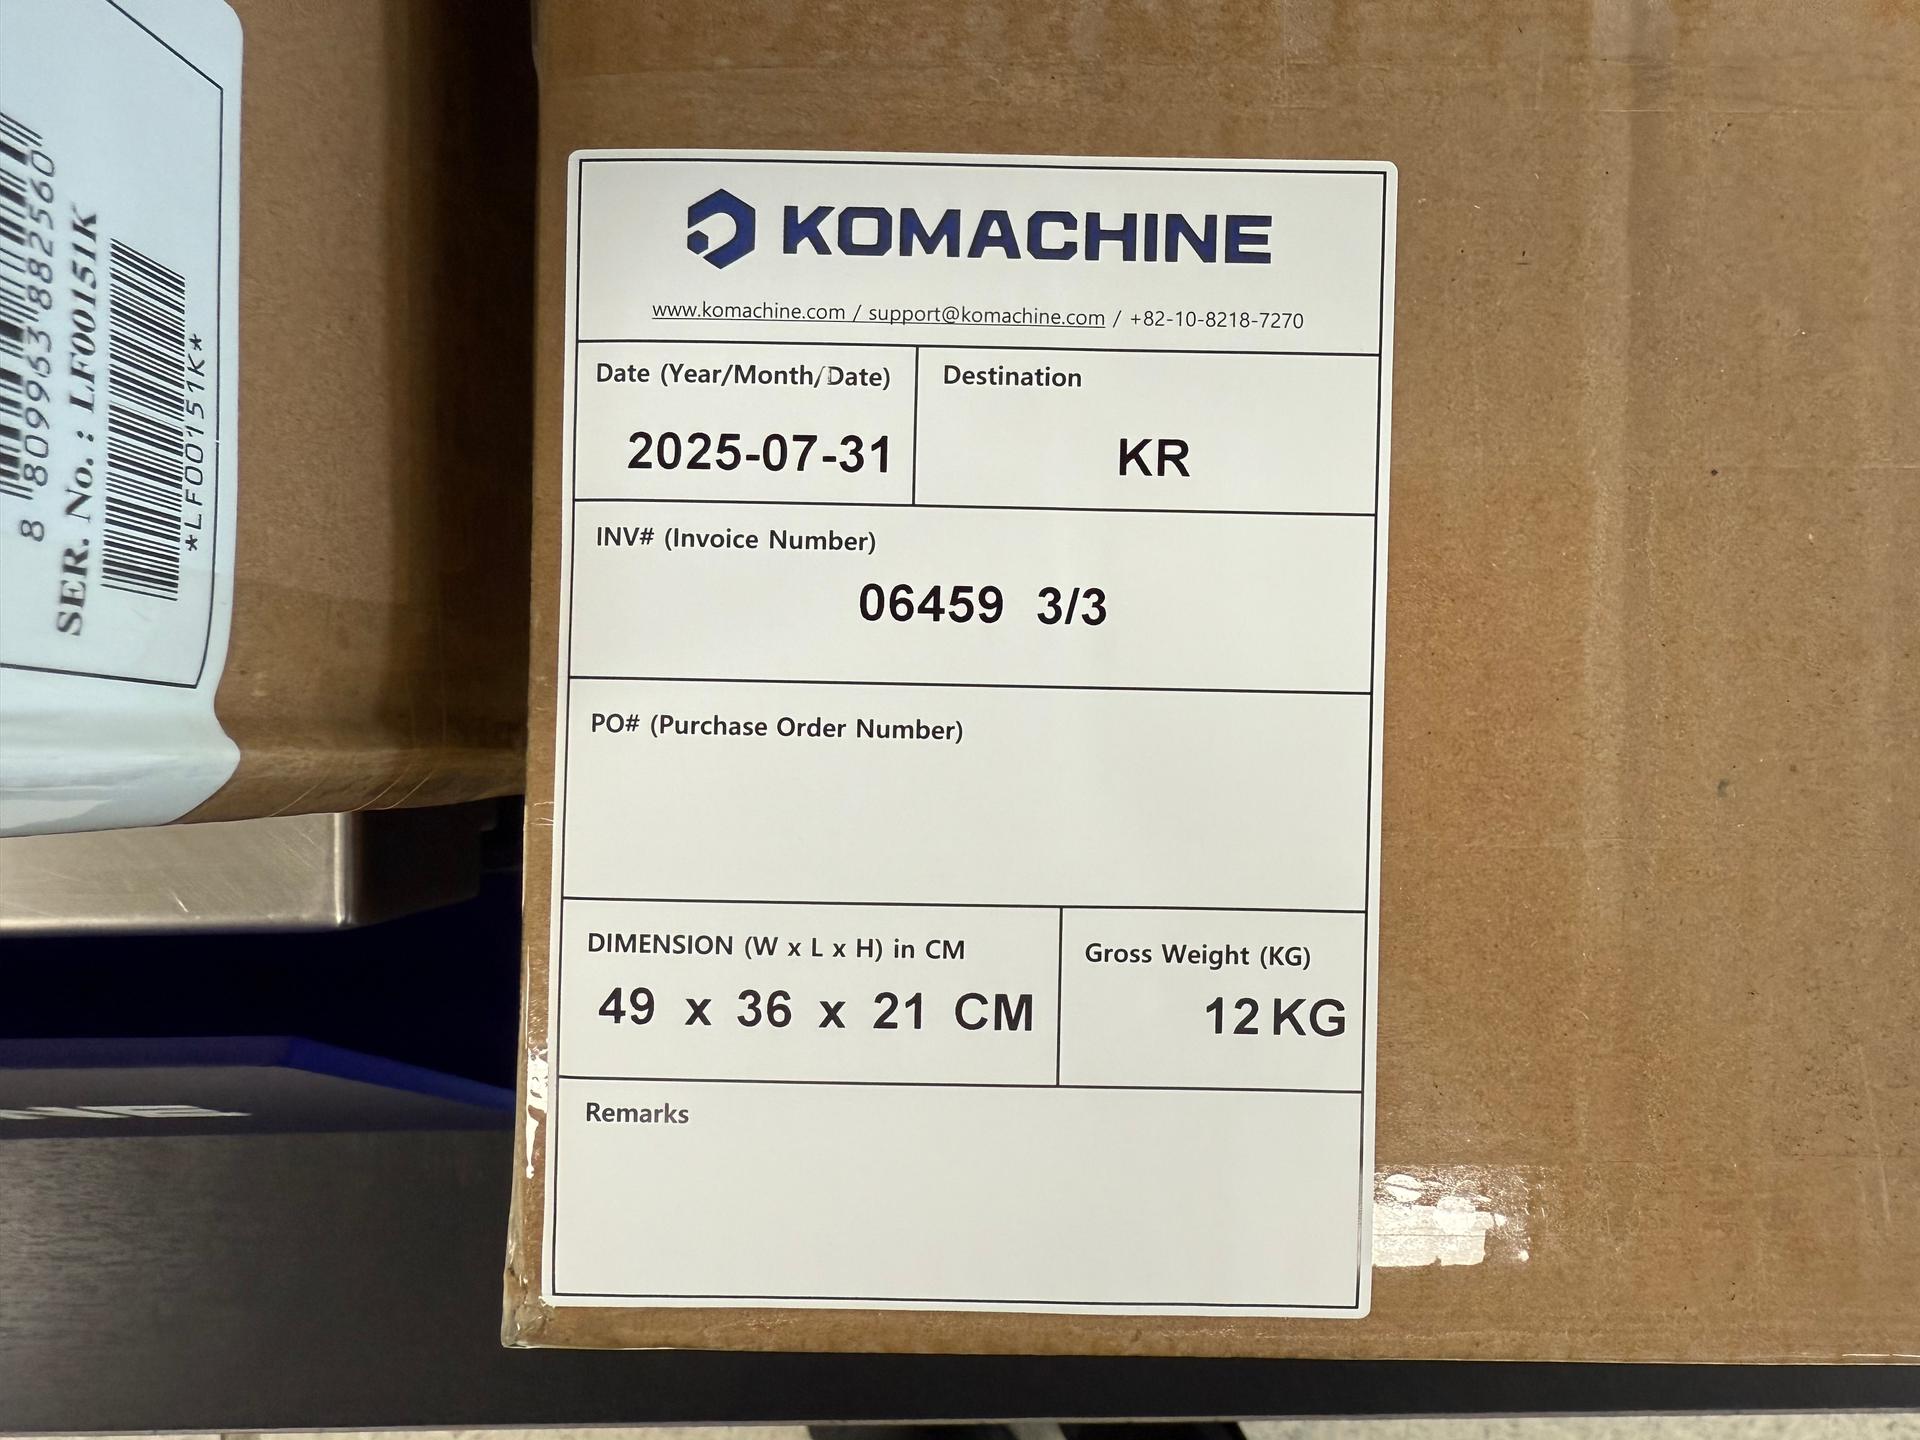 KOMACHINE
www.komachine.com / support@komachine.com / +82-10-8218-7270
Date (Year/Month/Date)
2025-07-31
Destination
KR
INV# (Invoice Number)
06459 3/3
PO# (Purchase Order Number)
DIMENSION (W x L x H) in CM
49 x 36 x 21 CM
Gross Weight (KG)
12 KG
Remarks
8 809963 882560
SER. No. : LF00151K
*LF00151K*